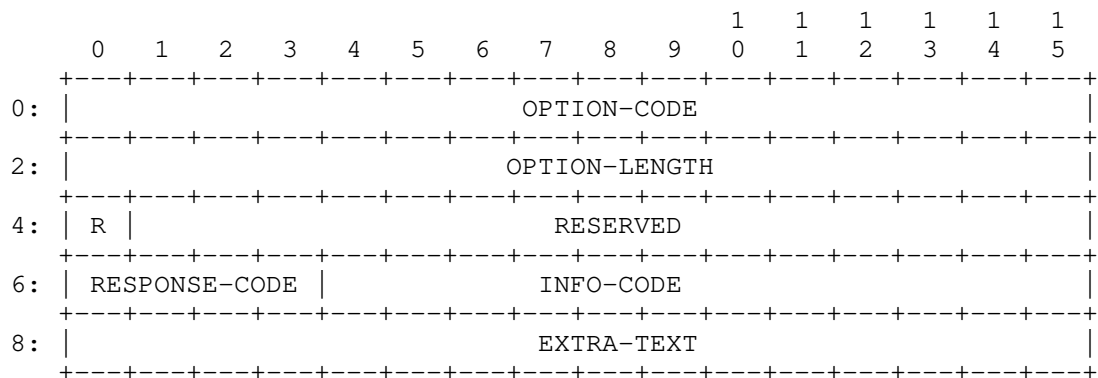 1 1 1 1 1 1
0 1 2 3 4 5 6 7 8 9 0 1 2 3 4 5
0: | OPTION-CODE |
2: | OPTION-LENGTH |
4: | R | RESERVED |
6: | RESPONSE-CODE | INFO-CODE |
8: | EXTRA-TEXT |